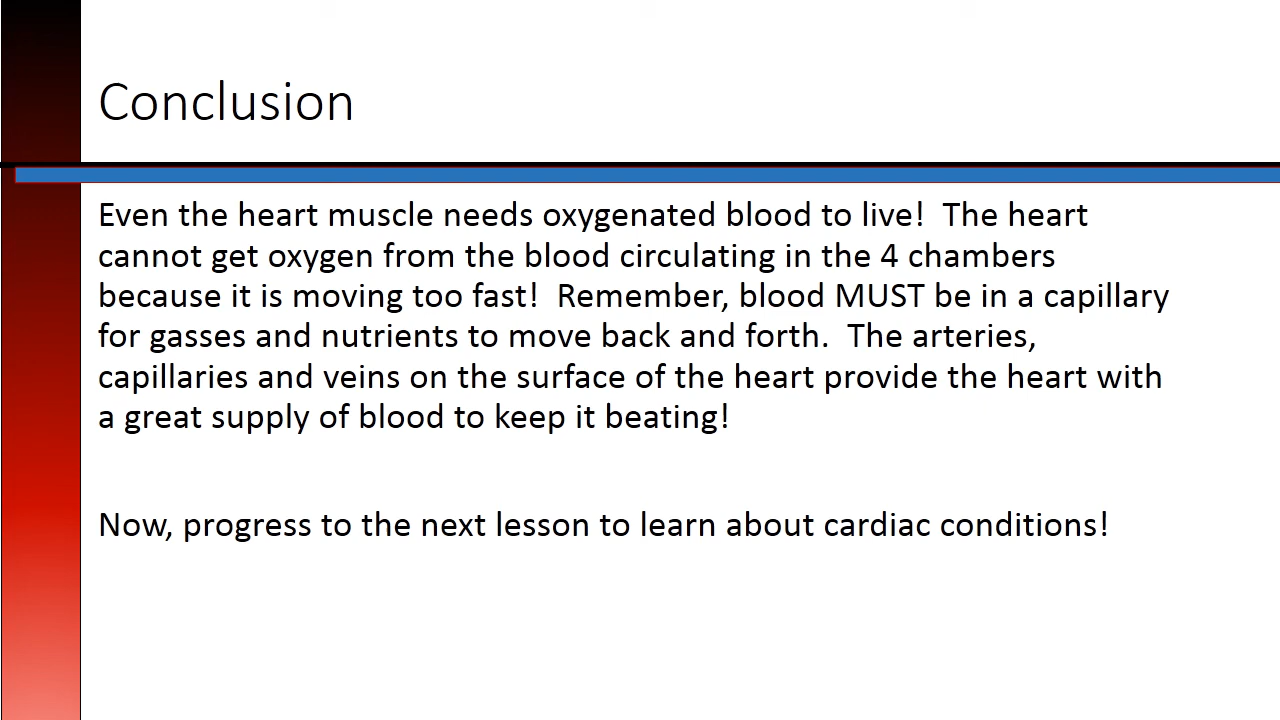 Conclusion
Even the heart muscle needs oxygenated blood to live!  The heart
cannot get oxygen from the blood circulating in the 4 chambers
because it is moving too fast!  Remember, blood MUST be in a capillary
for gasses and nutrients to move back and forth.  The arteries,
capillaries and veins on the surface of the heart provide the heart with
a great supply of blood to keep it beating!
Now, progress to the next lesson to learn about cardiac conditions!